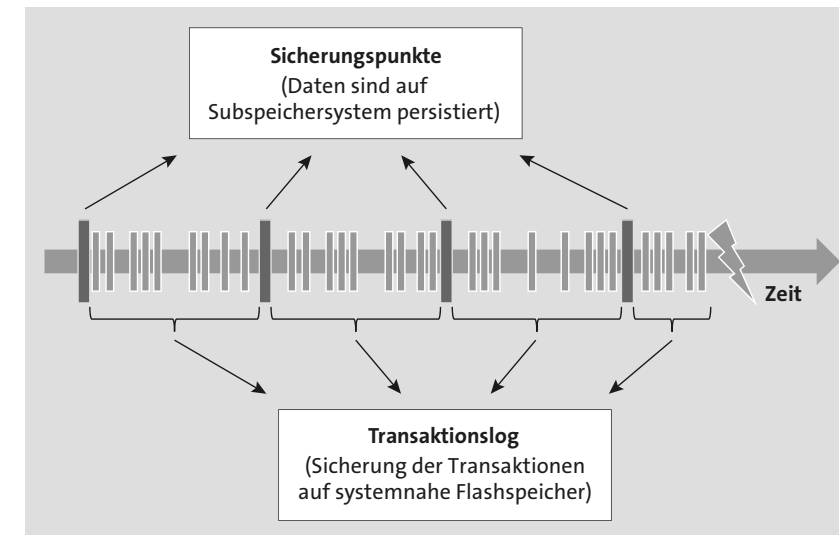 Sicherungspunkte
(Daten sind auf
Subspeichersystem persistiert)
Zeit
Transaktionslog
(Sicherung der Transaktionen
auf systemnahe Flashspeicher)